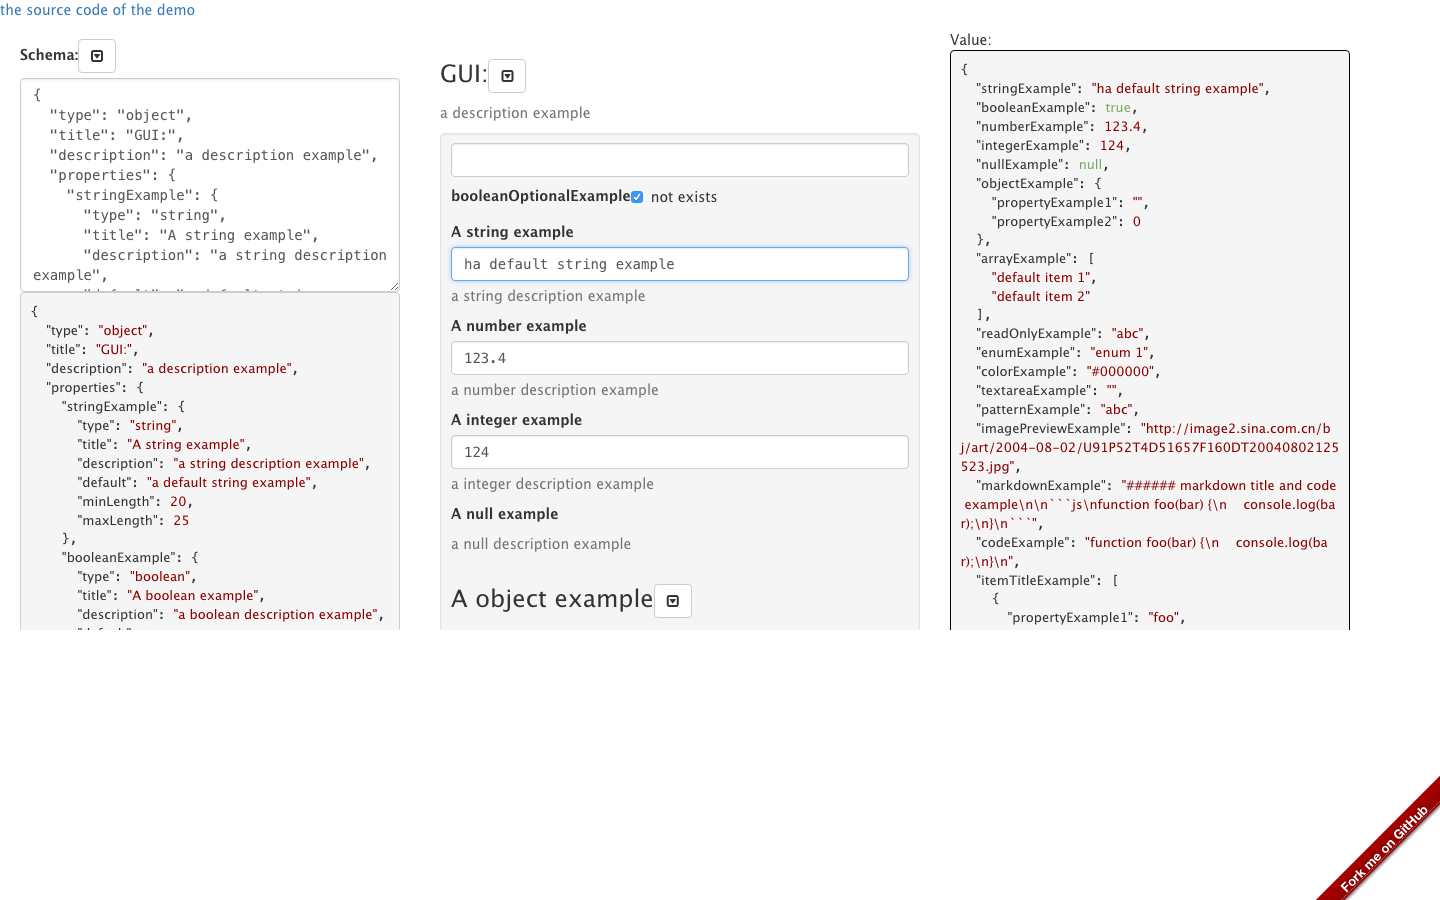 the source code of the demo
Schema:
{
  "type": "object",
  "title": "GUI:",
  "description": "a description example",
  "properties": {
    "stringExample": {
      "type": "string",
      "title": "A string example",
      "description": "a string description
example",
{
  "type": "object",
  "title": "GUI:",
  "description": "a description example",
  "properties": {
    "stringExample": {
      "type": "string",
      "title": "A string example",
      "description": "a string description example",
      "default": "a default string example",
      "minLength": 20,
      "maxLength": 25
    },
    "booleanExample": {
      "type": "boolean",
      "title": "A boolean example",
      "description": "a boolean description example",
GUI:
a description example
booleanOptionalExample not exists
A string example
ha default string example
a string description example
A number example
123.4
a number description example
A integer example
124
a integer description example
A null example
a null description example
A object example
Value:
{
  "stringExample": "ha default string example",
  "booleanExample": true,
  "numberExample": 123.4,
  "integerExample": 124,
  "nullExample": null,
  "objectExample": {
    "propertyExample1": "",
    "propertyExample2": 0
  },
  "arrayExample": [
    "default item 1",
    "default item 2"
  ],
  "readOnlyExample": "abc",
  "enumExample": "enum 1",
  "colorExample": "#000000",
  "textareaExample": "",
  "patternExample": "abc",
  "imagePreviewExample": "http://image2.sina.com.cn/b
j/art/2004-08-02/U91P52T4D51657F160DT20040802125
523.jpg",
  "markdownExample": "###### markdown title and code
 example\n\n```js\nfunction foo(bar) {\n    console.log(ba
r);\n}\n```",
  "codeExample": "function foo(bar) {\n    console.log(ba
r);\n}\n",
  "itemTitleExample": [
    {
      "propertyExample1": "foo",
Fork me on GitHub